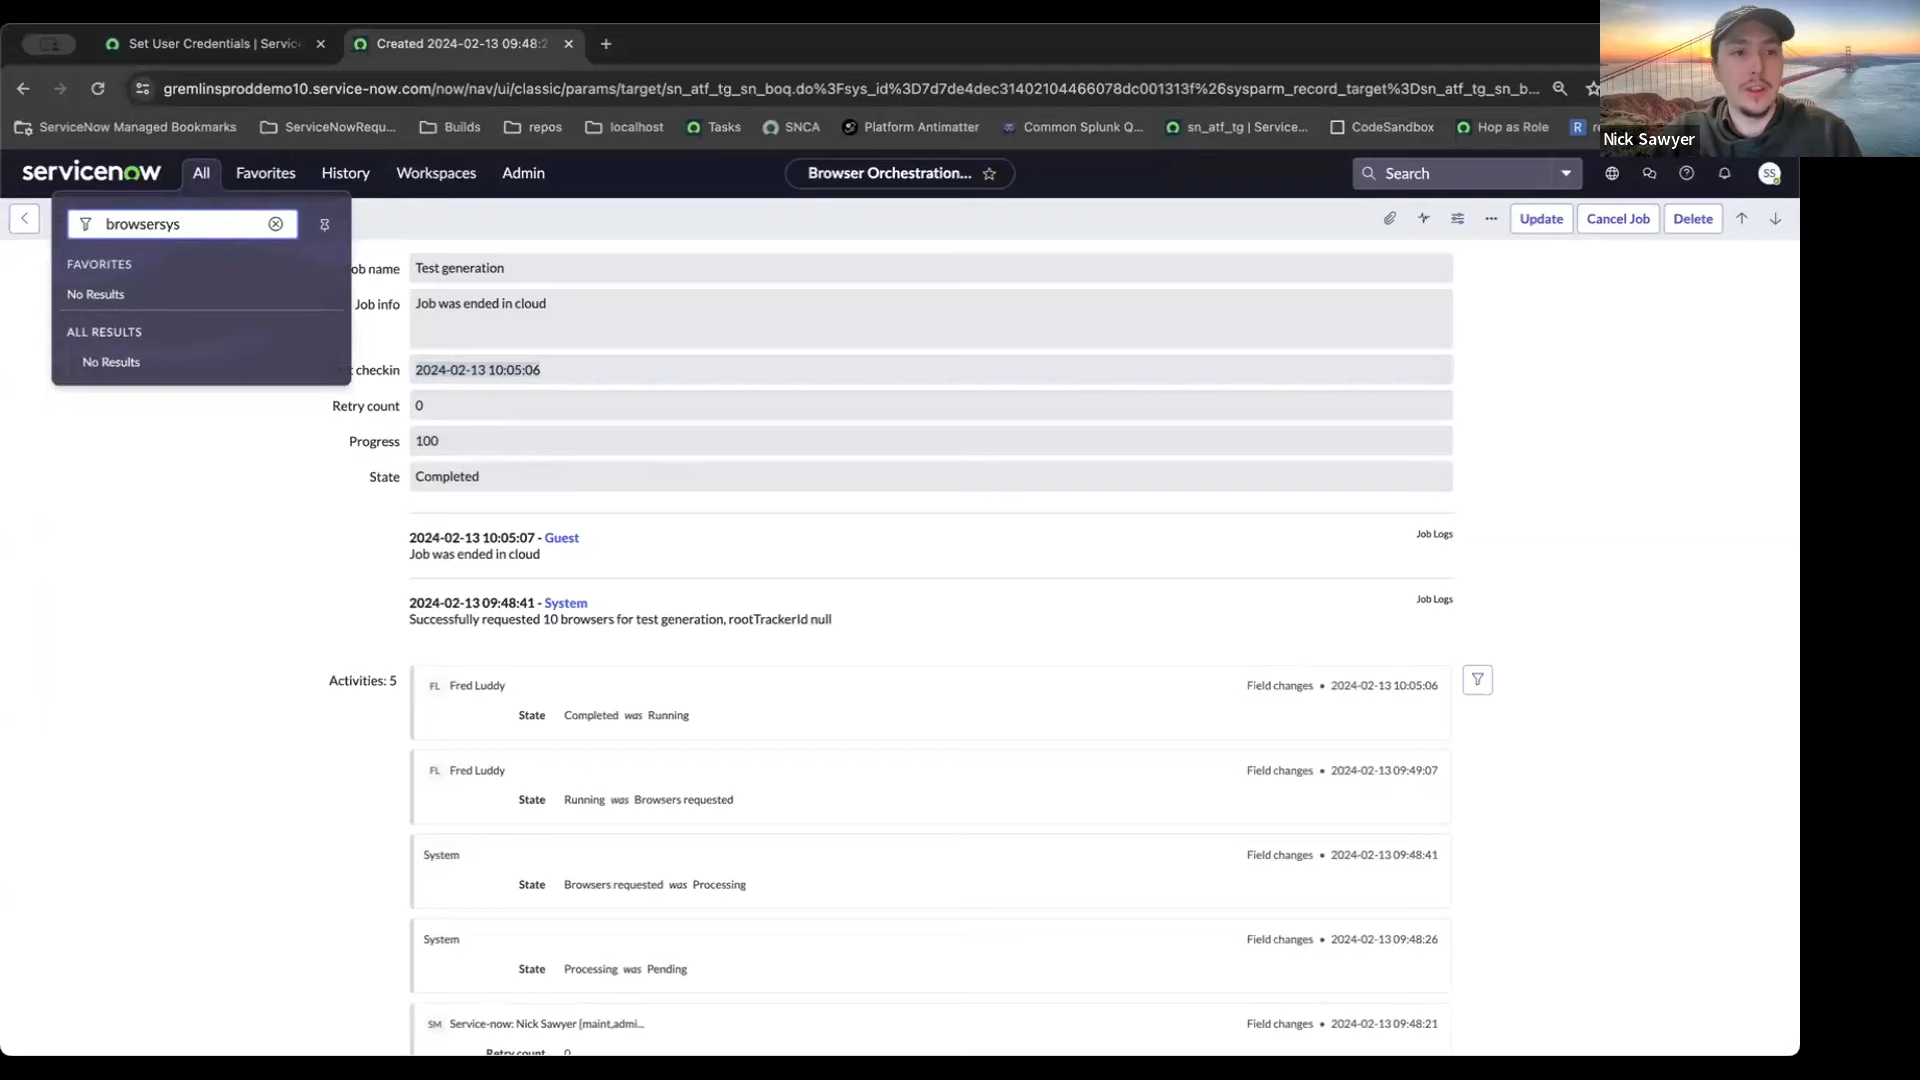 Set User Credentials | Servic
Created 2024-02-13 09:48:2
gremlinsproddemo10.service-now.com/now/nav/ui/classic/params/target/sn_atf_tg_sn_boq.do%3Fsys_id%3D7d7de4dec31402104466078dc001313f%26sysparm_record_target%3Dsn_atf_tg_sn_b...
ServiceNow Managed Bookmarks
ServiceNowRequ...
Builds
repos
localhost
Tasks
SNCA
Platform Antimatter
Common Splunk Q...
sn_atf_tg | Service...
CodeSandbox
Hop as Role
R
Nick Sawyer
servicenow
All
Favorites
History
Workspaces
Admin
Browser Orchestration...
Search
SS
browsersys
FAVORITES
No Results
ALL RESULTS
No Results
Update
Cancel Job
Delete
ob name
Test generation
Job info
Job was ended in cloud
checkin
2024-02-13 10:05:06
Retry count
0
Progress
100
State
Completed
2024-02-13 10:05:07 - Guest
Job Logs
Job was ended in cloud
2024-02-13 09:48:41 - System
Job Logs
Successfully requested 10 browsers for test generation, rootTrackerId null
Activities: 5
FL Fred Luddy
Field changes • 2024-02-13 10:05:06
State Completed was Running
FL Fred Luddy
Field changes • 2024-02-13 09:49:07
State Running was Browsers requested
System
Field changes • 2024-02-13 09:48:41
State Browsers requested was Processing
System
Field changes • 2024-02-13 09:48:26
State Processing was Pending
SM Service-now: Nick Sawyer [maint,admi...
Field changes • 2024-02-13 09:48:21
Retry count 0